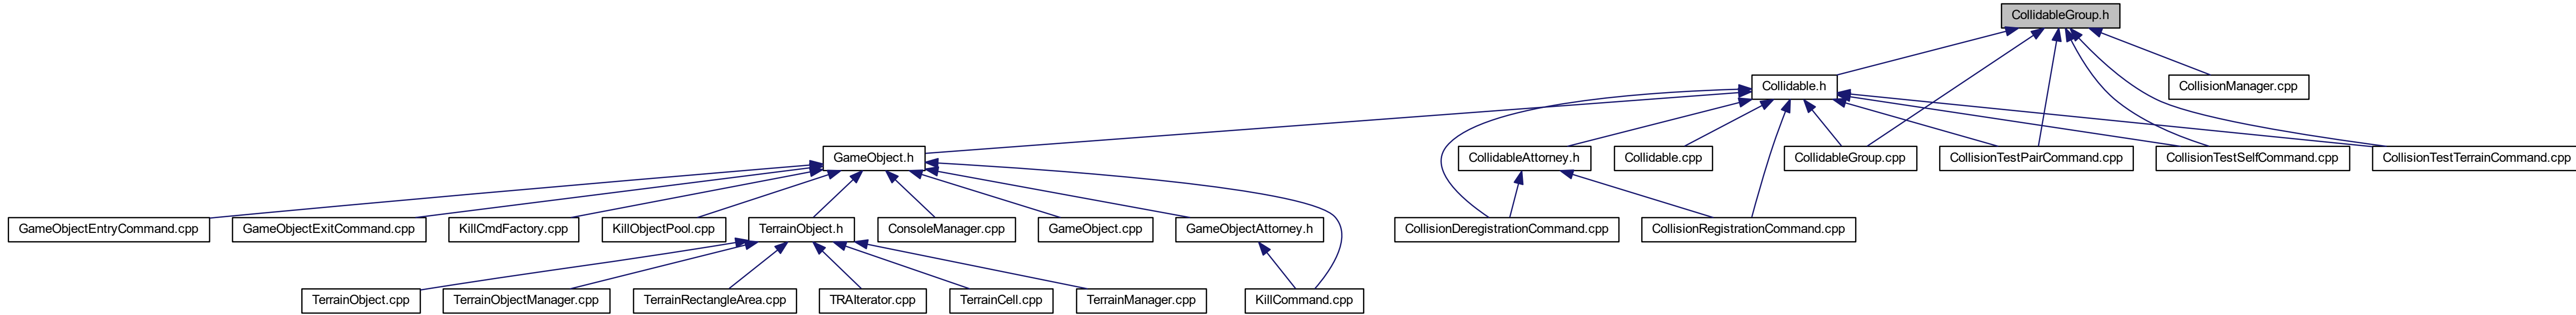 CollidableGroup.h
Collidable.h
CollisionManager.cpp
GameObject.h
CollidableAttorney.h
Collidable.cpp
CollidableGroup.cpp
CollisionTestPairCommand.cpp
CollisionTestSelfCommand.cpp
CollisionTestTerrainCommand.cpp
GameObjectEntryCommand.cpp
GameObjectExitCommand.cpp
KillCmdFactory.cpp
KillObjectPool.cpp
TerrainObject.h
ConsoleManager.cpp
GameObject.cpp
GameObjectAttorney.h
CollisionDeregistrationCommand.cpp
CollisionRegistrationCommand.cpp
TerrainObject.cpp
TerrainObjectManager.cpp
TerrainRectangleArea.cpp
TRAIterator.cpp
TerrainCell.cpp
TerrainManager.cpp
KillCommand.cpp